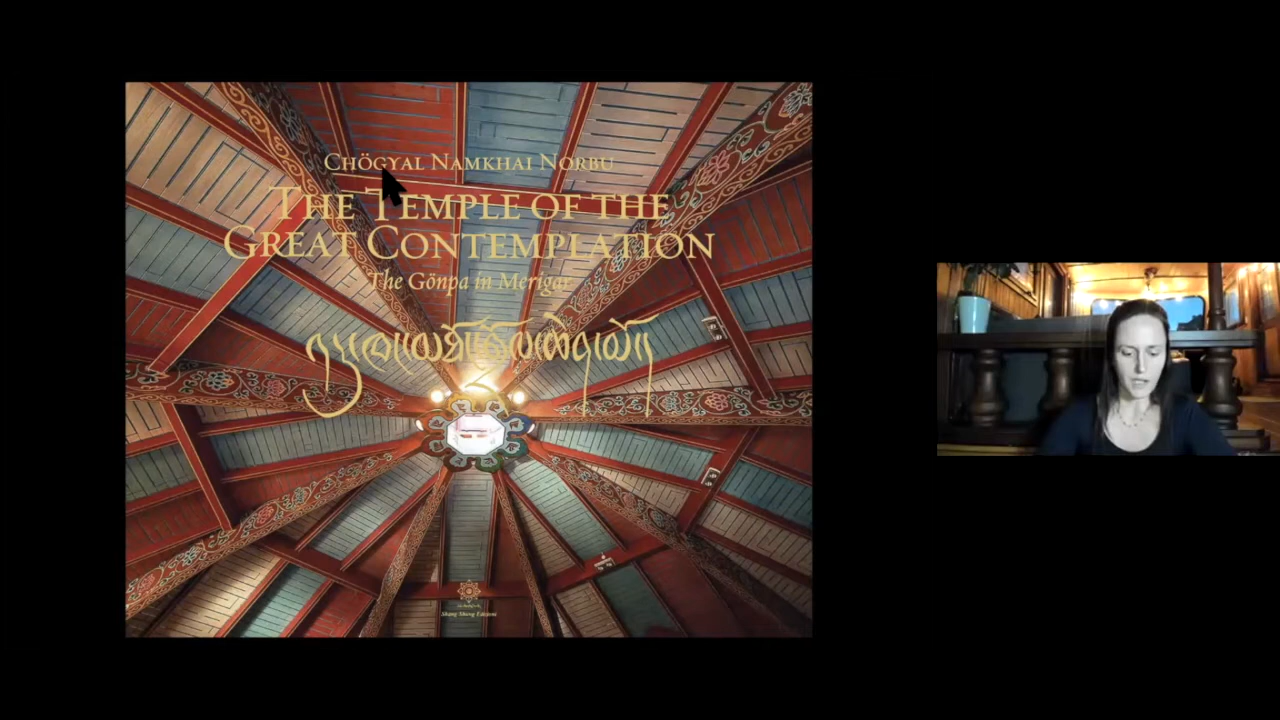 Chögyal Namkhai Norbu
The Temple of the
Great Contemplation
The Gönpa in Merigar
Shang Shung Edizioni